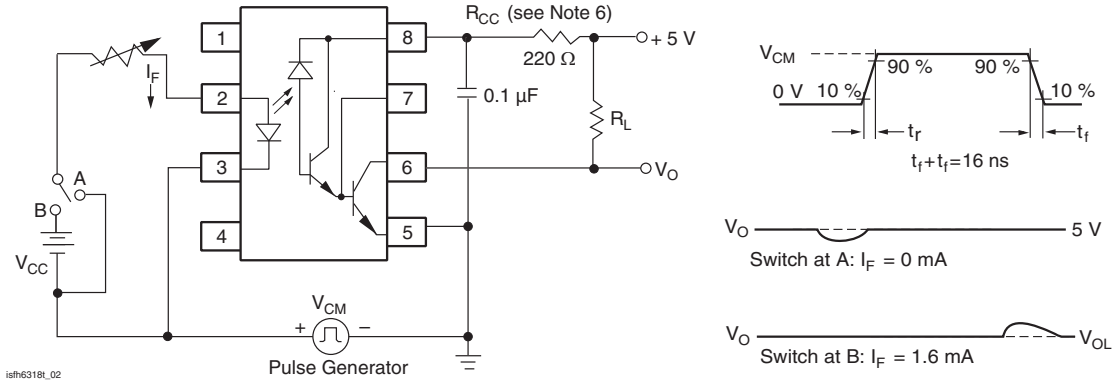 R_CC (see Note 6)
1
8
+ 5 V
220 Ω
I_F
2
7
0.1 µF
R_L
3
6
V_O
A
B
4
5
V_CC
V_CM
+
–
Pulse Generator
isfh6318t_02
V_CM
90 %
90 %
0 V
10 %
10 %
t_r
t_f
t_f+t_f=16 ns
V_O
5 V
Switch at A: I_F = 0 mA
V_O
V_OL
Switch at B: I_F = 1.6 mA